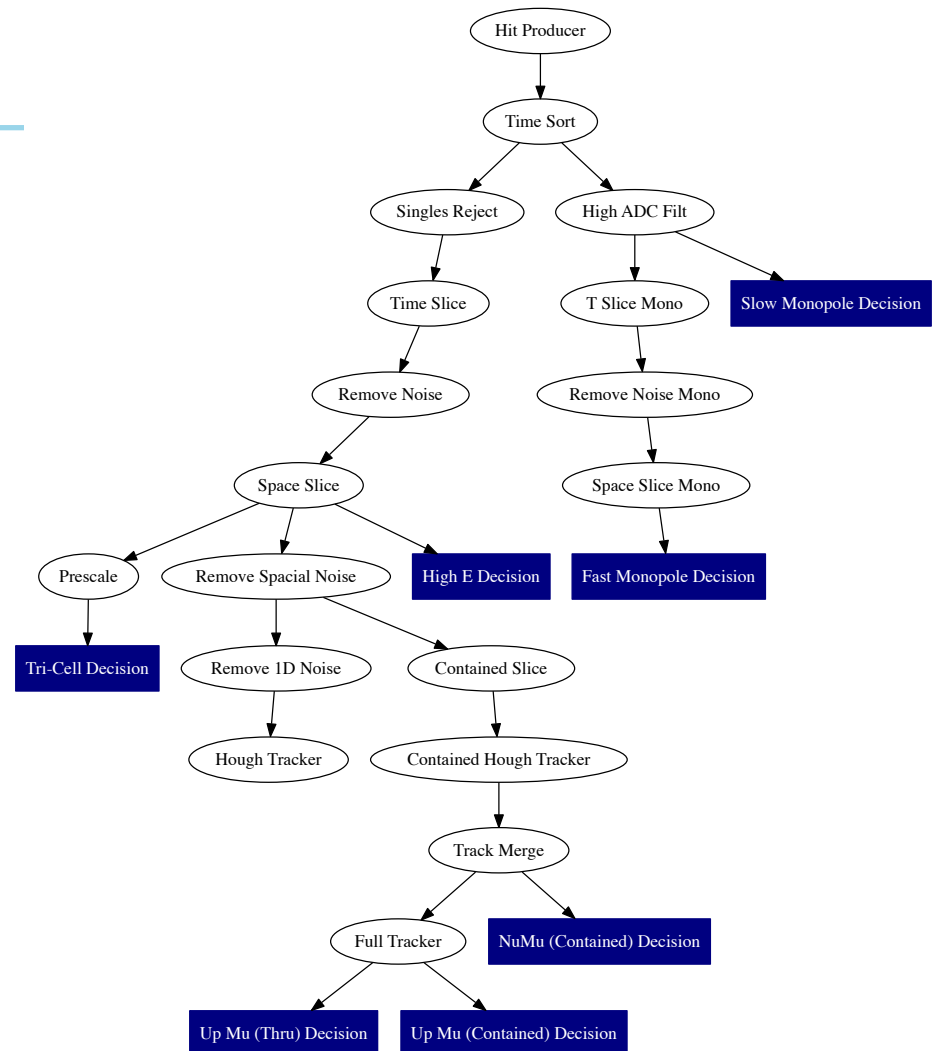 Hit Producer
Time Sort
Singles Reject
High ADC Filt
Time Slice
T Slice Mono
Slow Monopole Decision
Remove Noise
Remove Noise Mono
Space Slice
Space Slice Mono
Prescale
Remove Spacial Noise
High E Decision
Fast Monopole Decision
Tri-Cell Decision
Remove 1D Noise
Contained Slice
Hough Tracker
Contained Hough Tracker
Track Merge
Full Tracker
NuMu (Contained) Decision
Up Mu (Thru) Decision
Up Mu (Contained) Decision